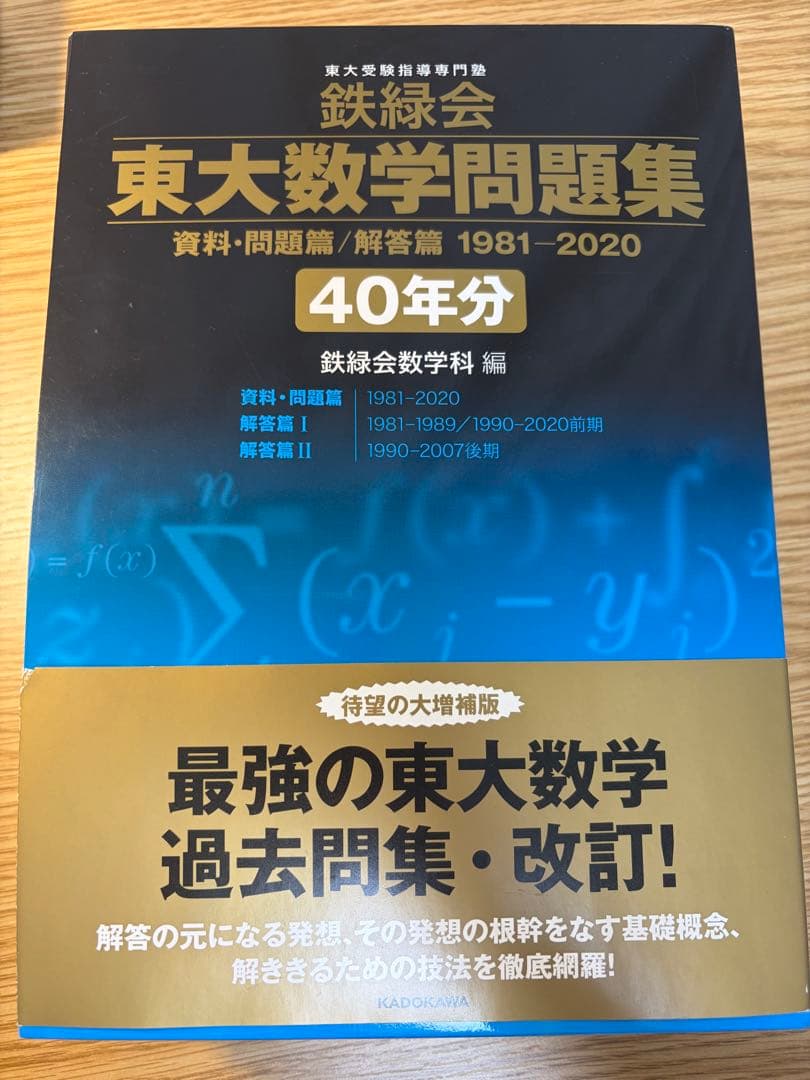 東大受験指導専門塾
鉄緑会
東大数学問題集
資料・問題篇/解答篇 1981−2020
40年分
鉄緑会数学科 編
資料・問題篇 1981−2020
解答篇Ⅰ 1981−1989/1990−2020前期
解答篇Ⅱ 1990−2007後期
n
= f(x)
∑ (x_j − y_j)^2
待望の大増補版
最強の東大数学
過去問集・改訂!
解答の元になる発想、その発想の根幹をなす基礎概念、
解ききるための技法を徹底網羅!
KADOKAWA